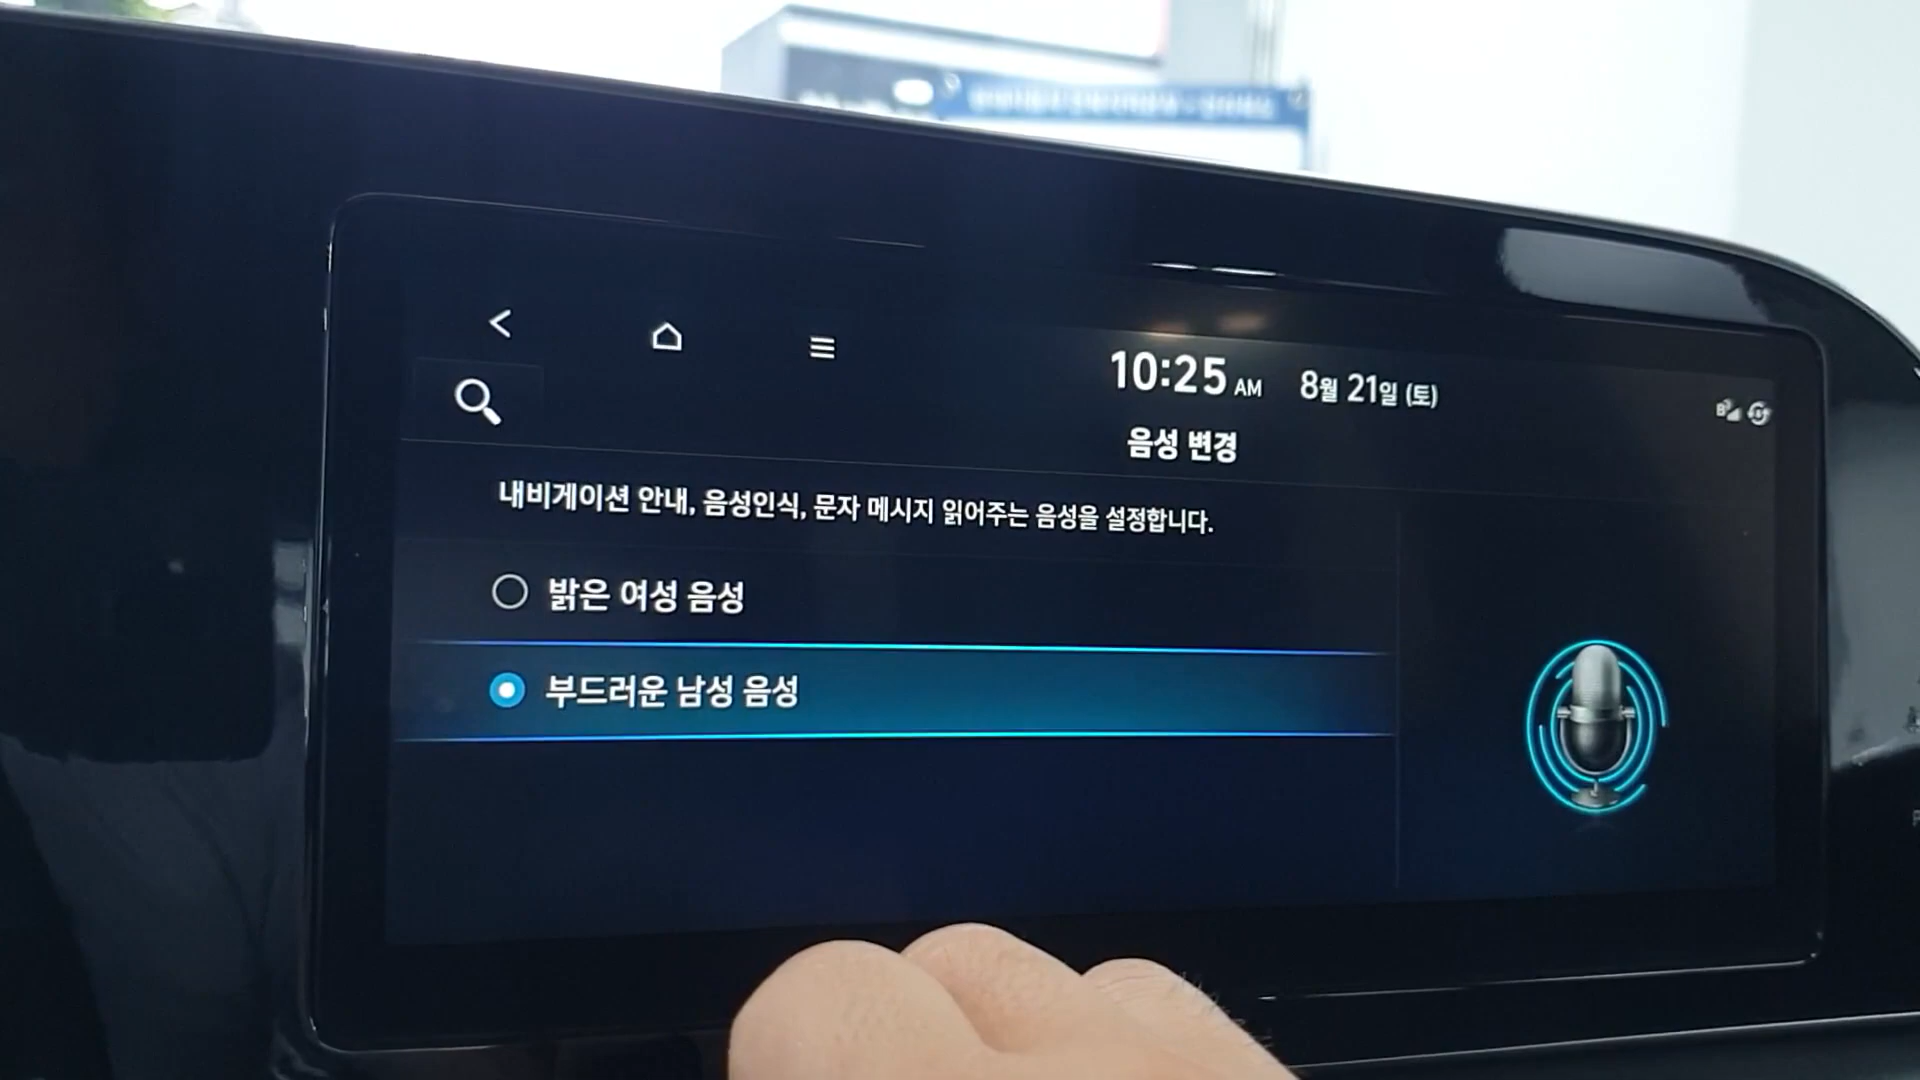 10:25 AM 8월 21일 (토)
음성 변경
내비게이션 안내, 음성인식, 문자 메시지 읽어주는 음성을 설정합니다.
밝은 여성 음성
부드러운 남성 음성